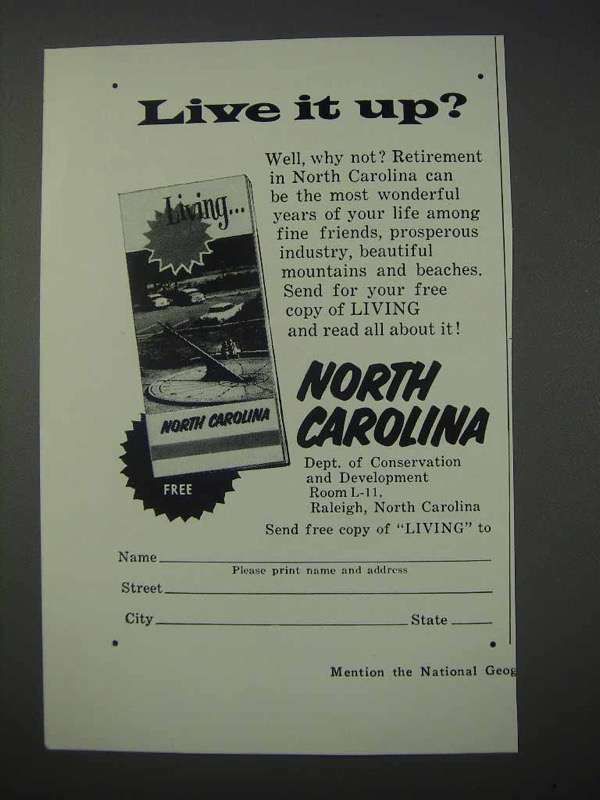 Live it up?
Well, why not? Retirement
in North Carolina can
be the most wonderful
years of your life among
fine friends, prosperous
industry, beautiful
mountains and beaches.
Send for your free
copy of LIVING
and read all about it!
Living...
NORTH CAROLINA
FREE
NORTH
CAROLINA
Dept. of Conservation
and Development
Room L-11,
Raleigh, North Carolina
Send free copy of "LIVING" to
Name
Please print name and address
Street
City State
Mention the National Geog